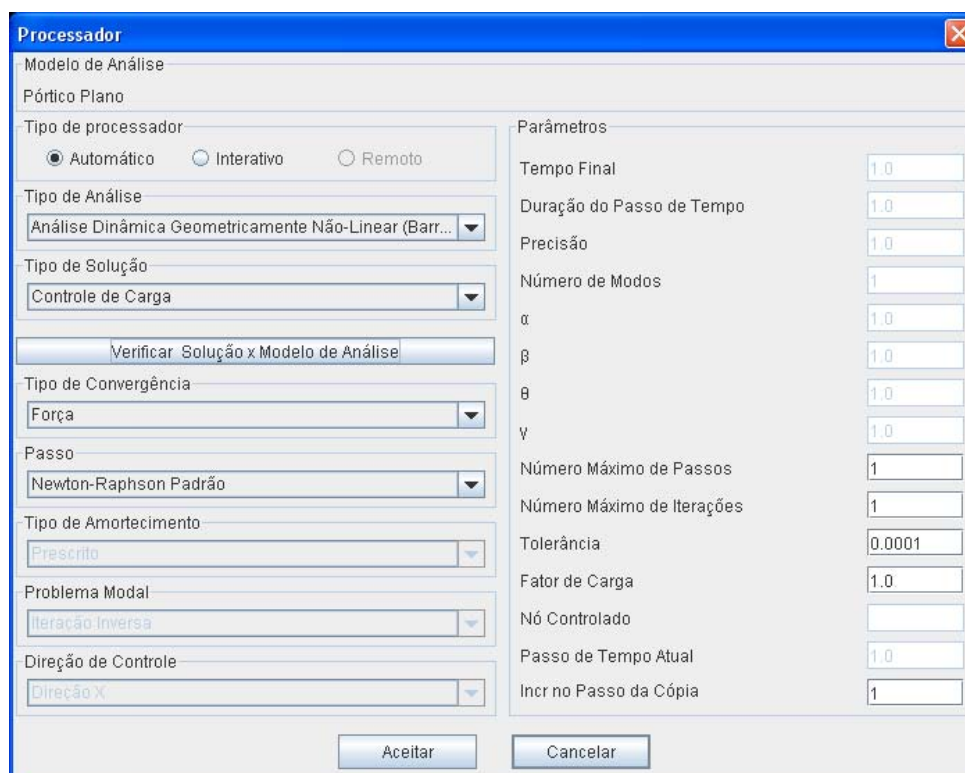 Processador
Modelo de Análise
Pórtico Plano
Tipo de processador
Automático Interativo Remoto
Tipo de Análise
Análise Dinâmica Geometricamente Não-Linear (Barr...
Tipo de Solução
Controle de Carga
Verificar Solução x Modelo de Análise
Tipo de Convergência
Força
Passo
Newton-Raphson Padrão
Tipo de Amortecimento
Prescrito
Problema Modal
Iteração Inversa
Direção de Controle
Direção X
Parâmetros
Tempo Final 1.0
Duração do Passo de Tempo 1.0
Precisão 1.0
Número de Modos 1
α 1.0
β 1.0
θ 1.0
γ 1.0
Número Máximo de Passos 1
Número Máximo de Iterações 1
Tolerância 0.0001
Fator de Carga 1.0
Nó Controlado
Passo de Tempo Atual 1.0
Incr no Passo da Cópia 1
Aceitar Cancelar